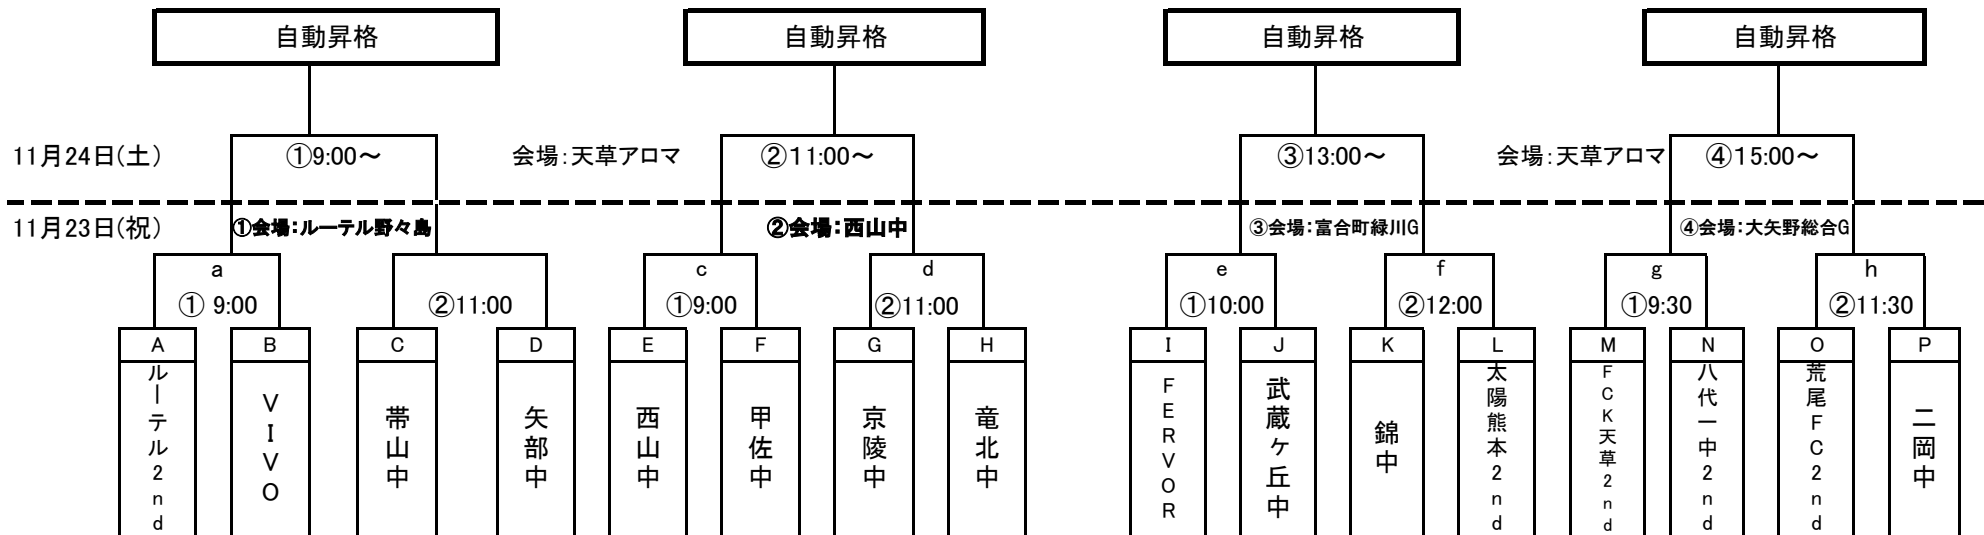 自動昇格
自動昇格
自動昇格
自動昇格
11月24日(土)
①9:00～
会場：天草アロマ
②11:00～
③13:00～
会場：天草アロマ
④15:00～
11月23日(祝)
①会場：ルーテル野々島
②会場：西山中
③会場：富合町緑川G
④会場：大矢野総合G
a
c
d
e
f
g
h
① 9:00
②11:00
①9:00
②11:00
①10:00
②12:00
①9:30
②11:30
A
B
C
D
E
F
G
H
I
J
K
L
M
N
O
P
ルーテル2nd
VIVO
帯山中
矢部中
西山中
甲佐中
京陵中
竜北中
FERVOR
武蔵ヶ丘中
錦中
太陽熊本2nd
FCK天草2nd
八代一中2nd
荒尾FC2nd
二岡中